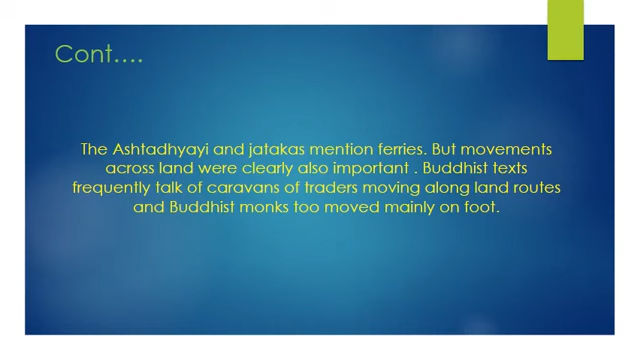 Cont....
The Ashtadhyayi and jatakas mention ferries. But movements
across land were clearly also important . Buddhist texts
frequently talk of caravans of traders moving along land routes
and Buddhist monks too moved mainly on foot.